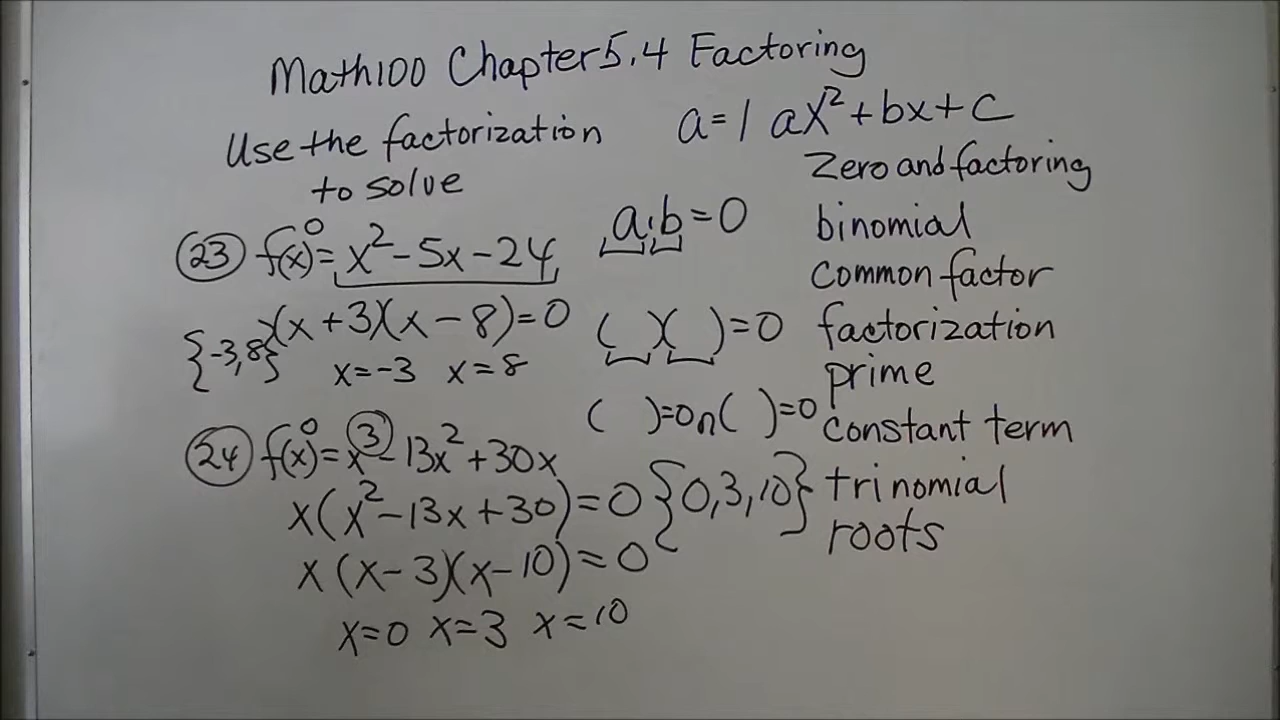 Math100 Chapter 5.4 Factoring
Use the factorization
to solve
a=1 ax²+bx+c
Zero and factoring
binomial
common factor
factorization
prime
constant term
trinomial
roots
a·b=0
( )( )=0
( )=0 n ( )=0
23 f(x)=x²-5x-24
0
(x+3)(x-8)=0
{-3,8}
x=-3 x=8
24 f(x)=x³-13x²+30x
0
x(x²-13x+30)=0 {0,3,10}
x(x-3)(x-10)=0
x=0 x=3 x=10